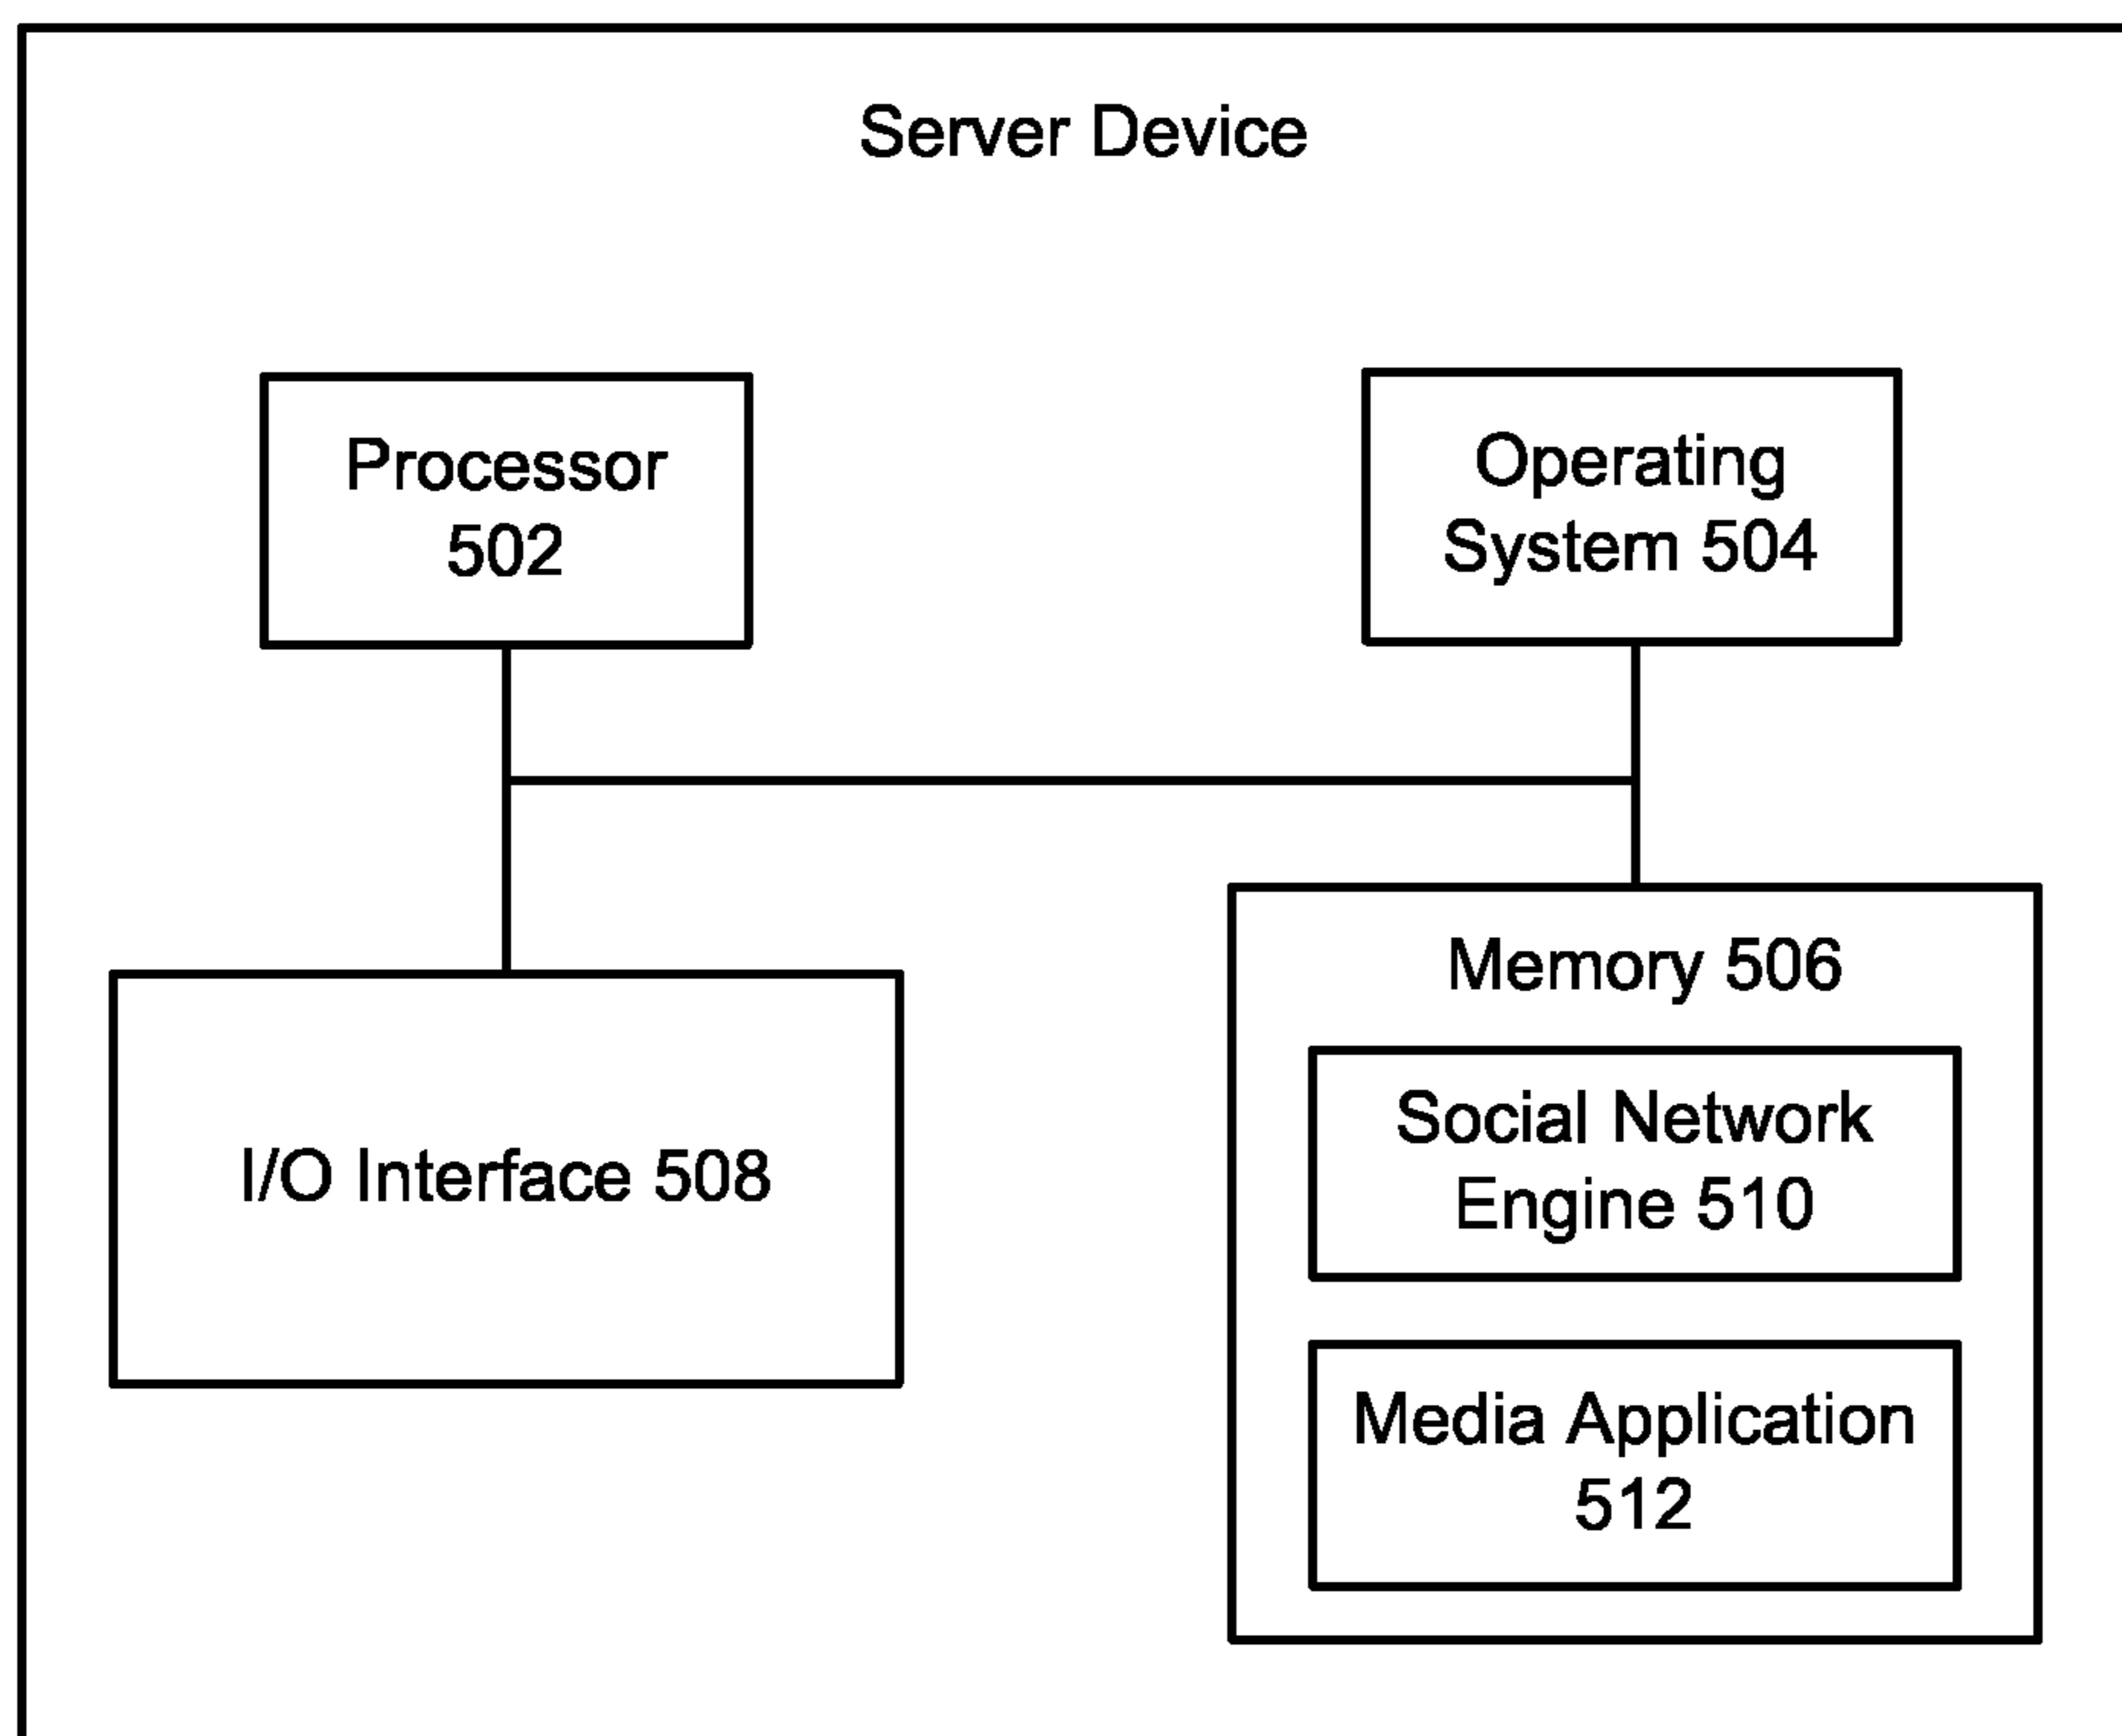 Server Device
Processor
502
Operating
System 504
I/O Interface 508
Memory 506
Social Network
Engine 510
Media Application
512